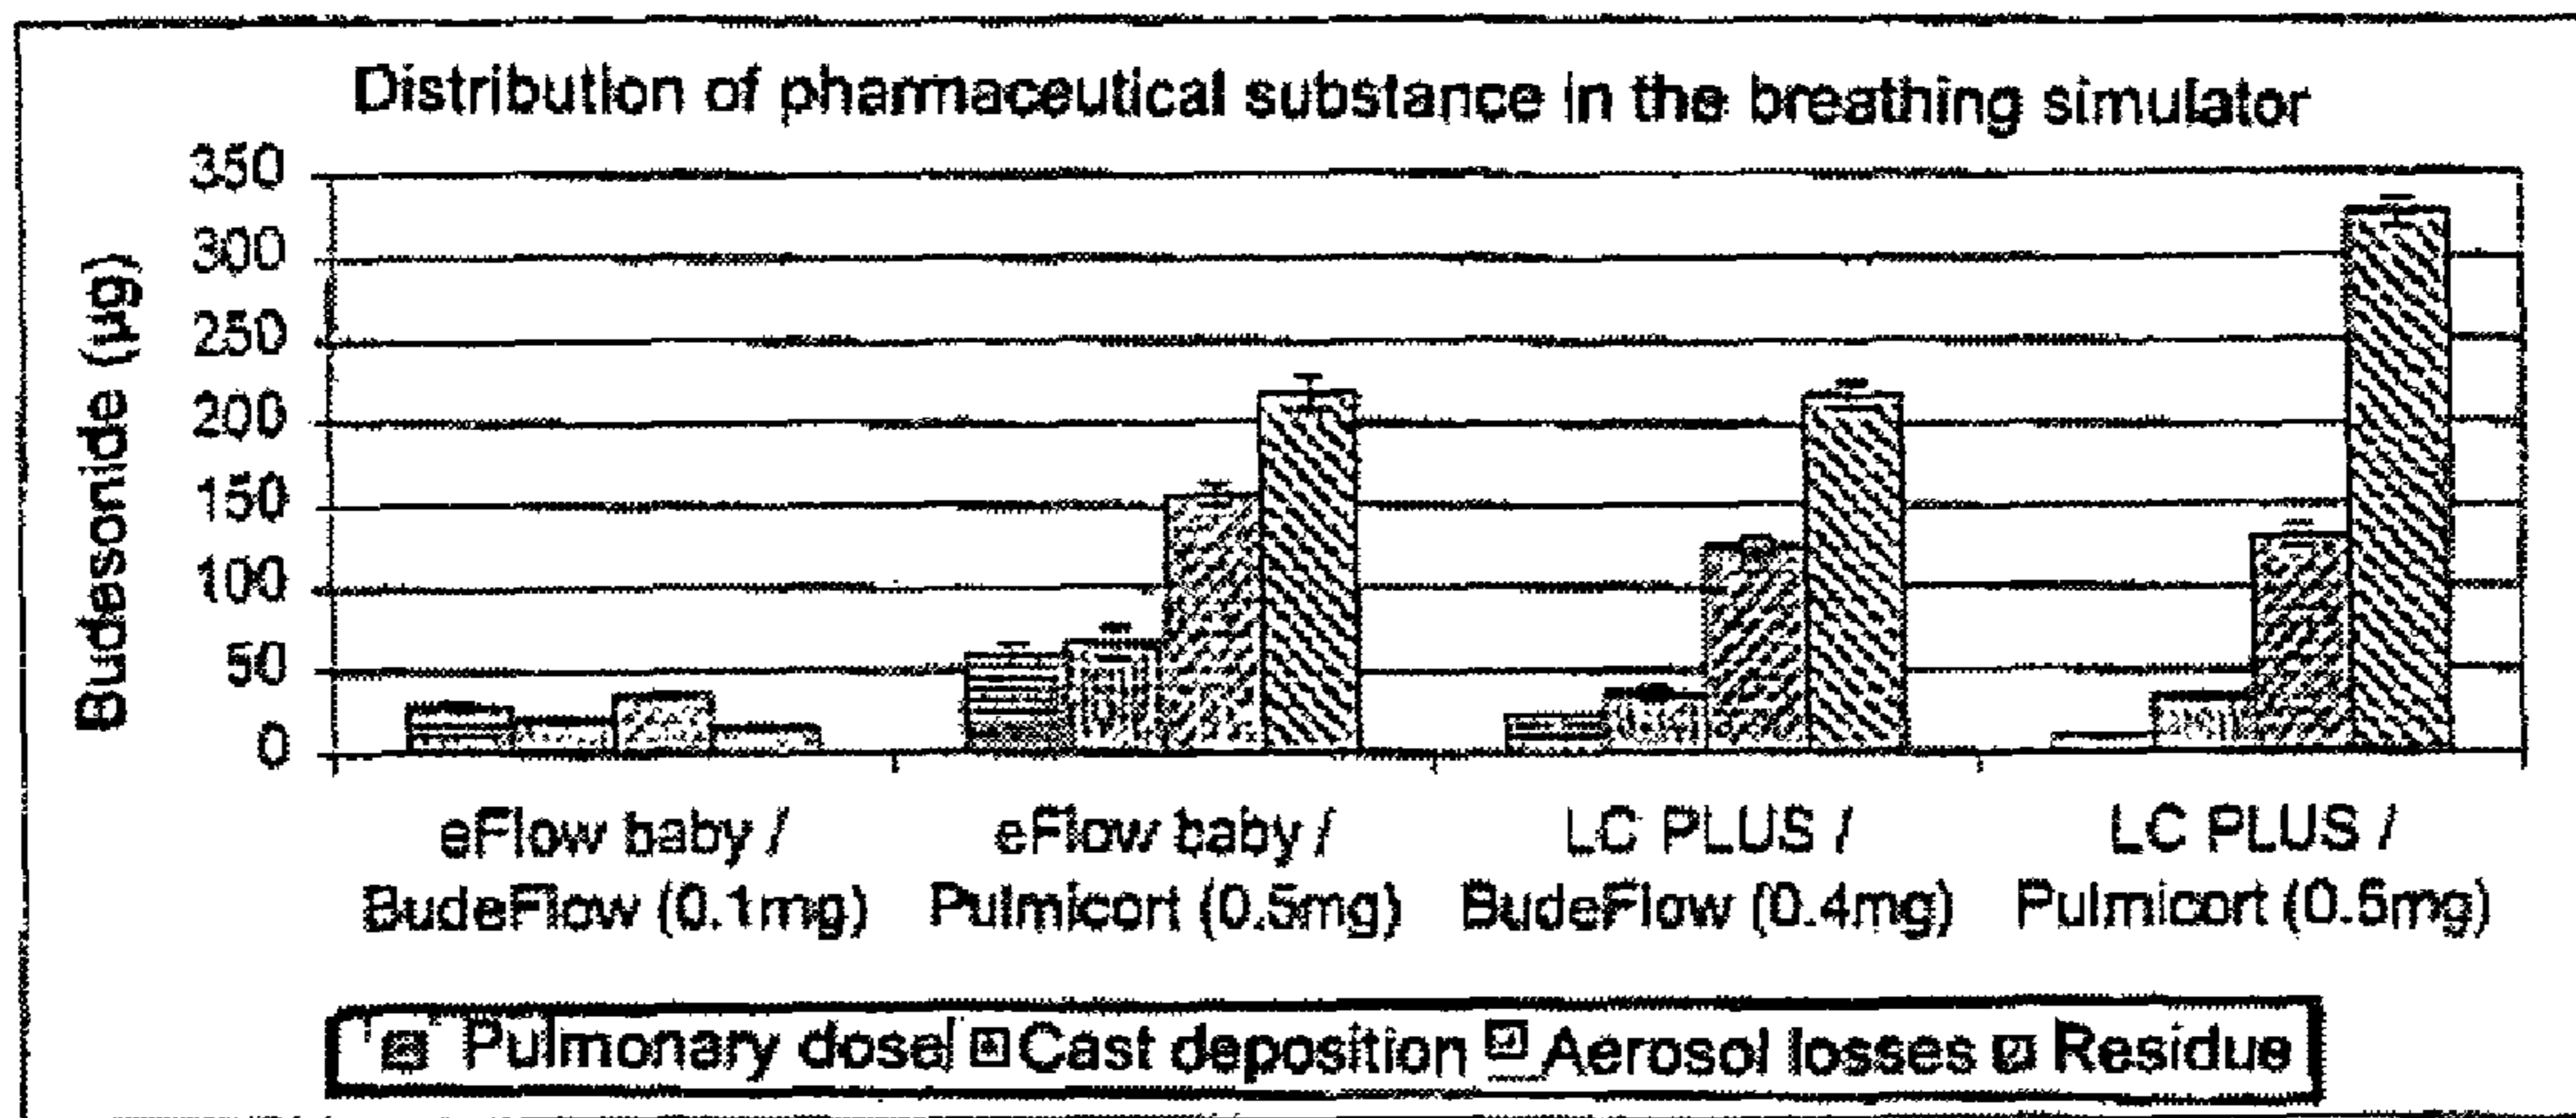 Distribution of pharmaceutical substance in the breathing simulator
Budesonide (µg)
350
300
250
200
150
100
50
0
eFlow baby / eFlow baby / LC PLUS / LC PLUS /
BudeFlow (0.1mg) Pulmicort (0.5mg) BudeFlow (0.4mg) Pulmicort (0.5mg)
Pulmonary dose Cast deposition Aerosol losses Residue